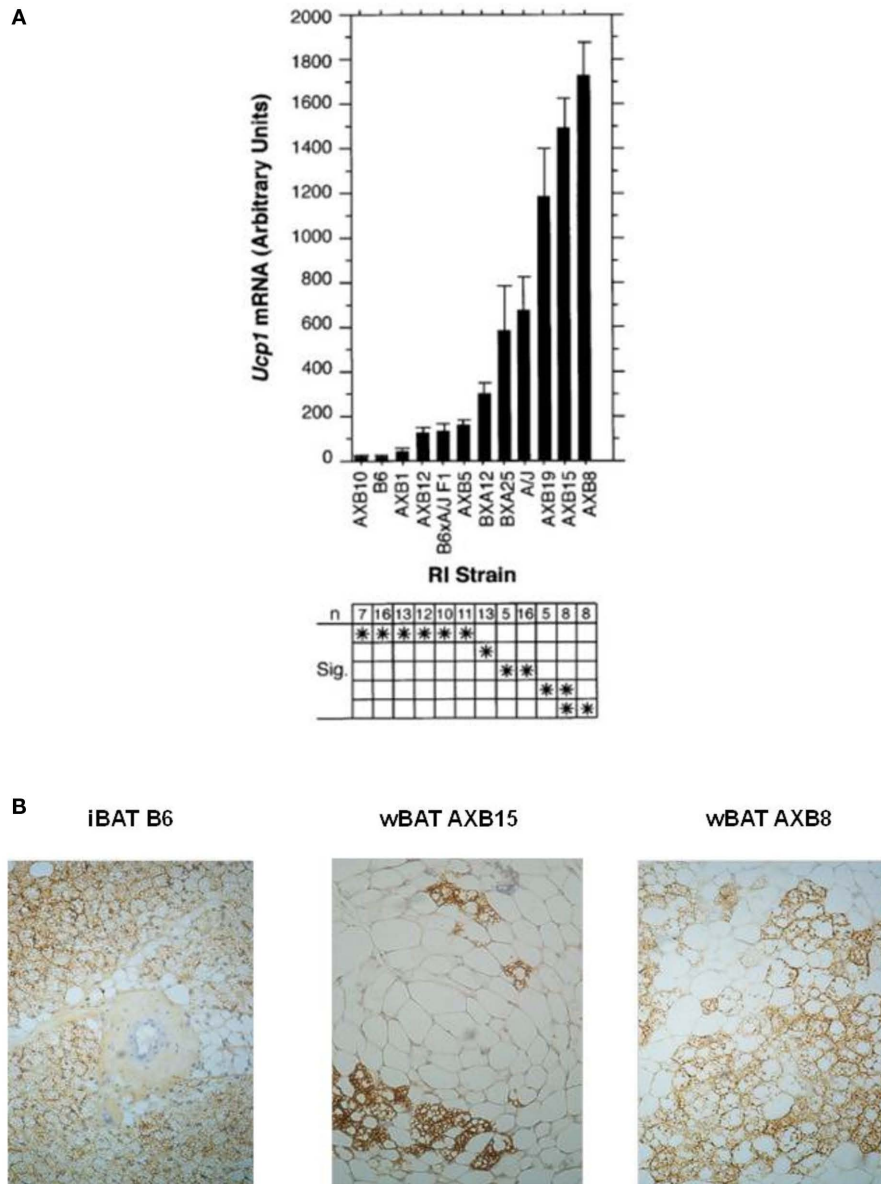 A
Ucp1 mRNA (Arbitrary Units)
2000
1800
1600
1400
1200
1000
800
600
400
200
0
AXB10
B6
AXB1
AXB12
B6xA/J F1
AXB5
BXA12
BXA25
A/J
AXB19
AXB15
AXB8
RI Strain
n 7 16 13 12 10 11 13 5 16 5 8 8
* * * * * *
*
Sig. * *
* *
* *
B
iBAT B6 wBAT AXB15 wBAT AXB8